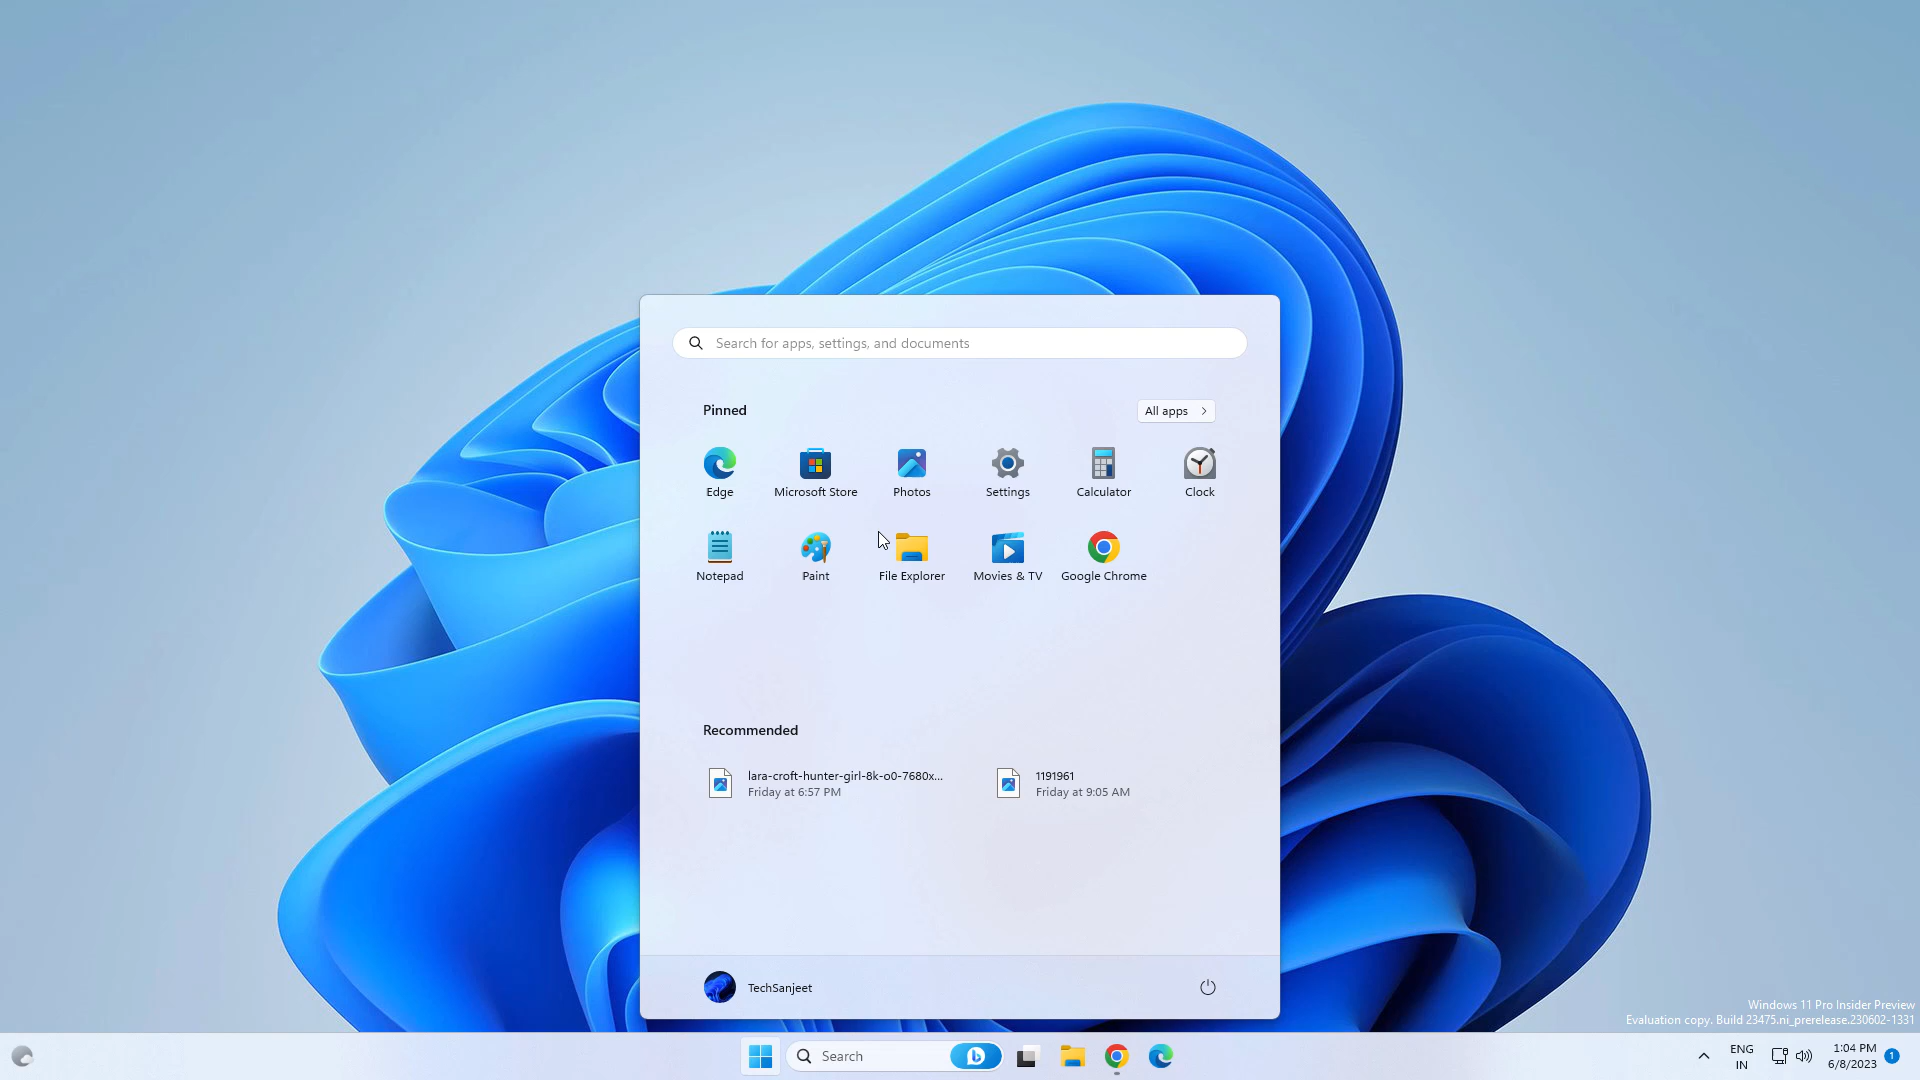 Search for apps, settings, and documents
Pinned
All apps
Edge
Microsoft Store
Photos
Settings
Calculator
Clock
Notepad
Paint
File Explorer
Movies & TV
Google Chrome
Recommended
lara-croft-hunter-girl-8k-o0-7680x...
Friday at 6:57 PM
1191961
Friday at 9:05 AM
TechSanjeet
Windows 11 Pro Insider Preview
Evaluation copy. Build 23475.ni_prerelease.230602-1331
Search
ENG
IN
1:04 PM
6/8/2023
1